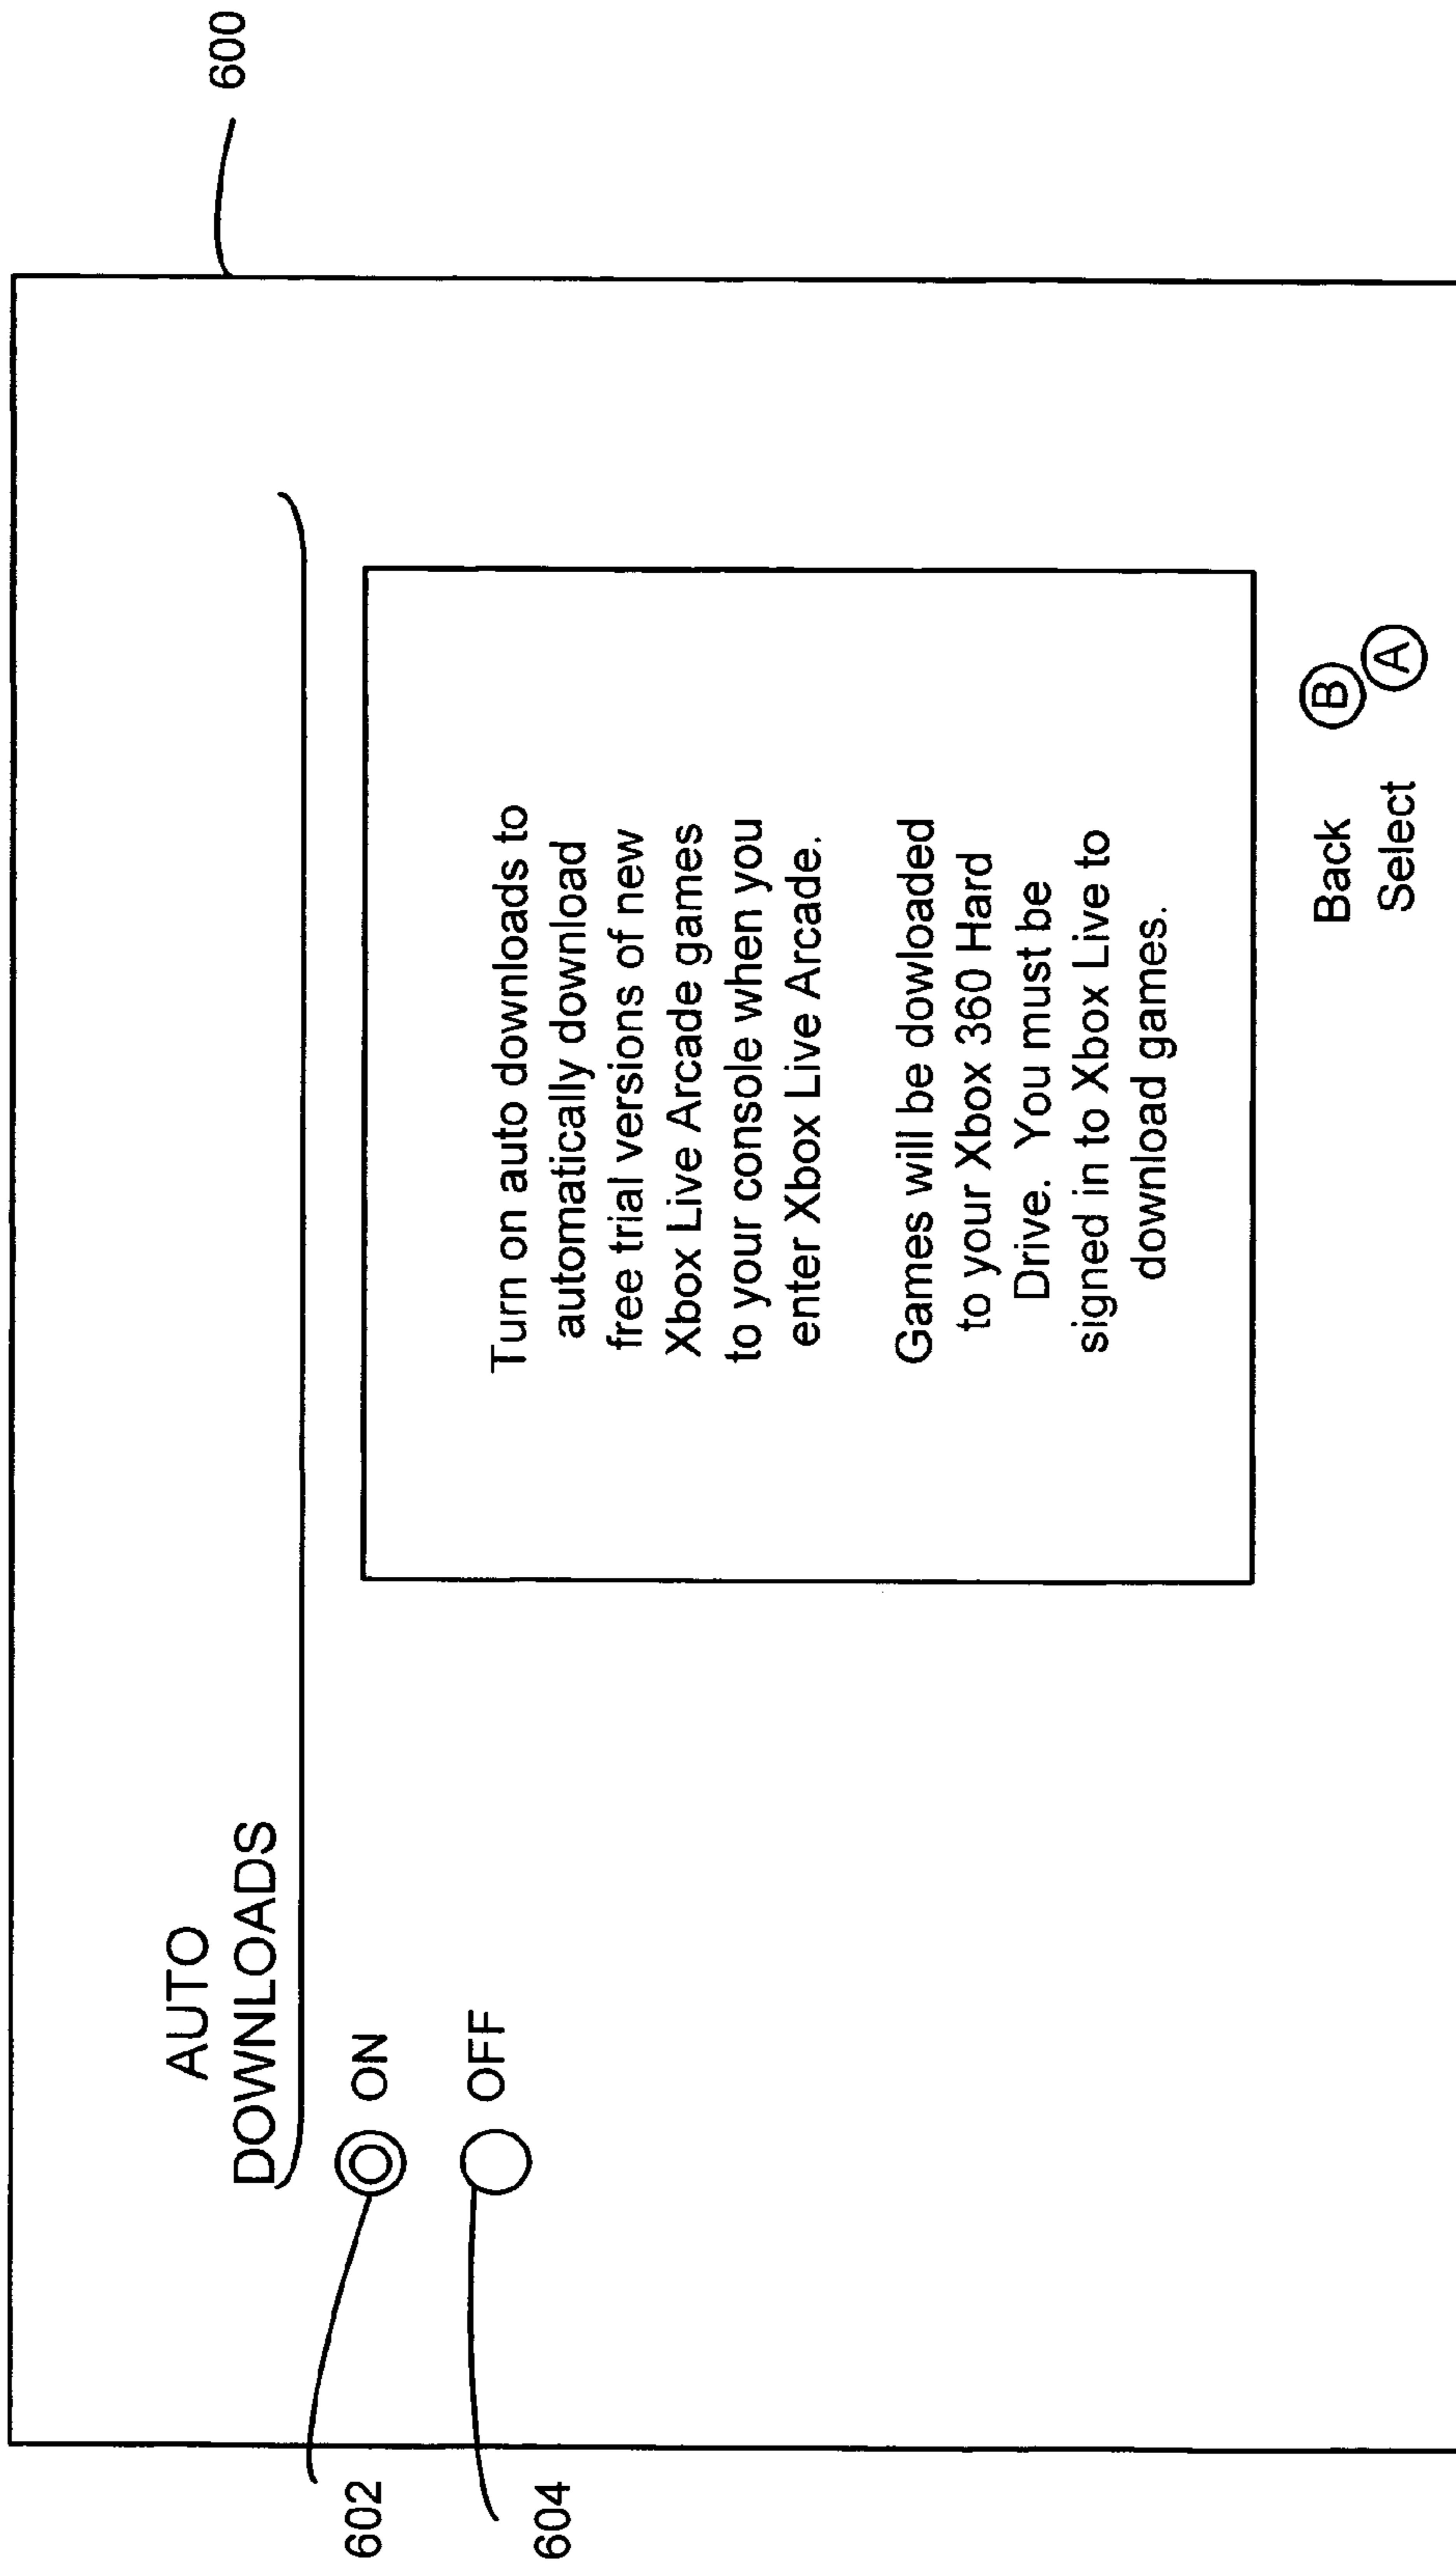 600
AUTO
DOWNLOADS
602
ON
604
OFF
Turn on auto downloads to
automatically download
free trial versions of new
Xbox Live Arcade games
to your console when you
enter Xbox Live Arcade.
Games will be dowloaded
to your Xbox 360 Hard
Drive. You must be
signed in to Xbox Live to
download games.
Back B
Select A